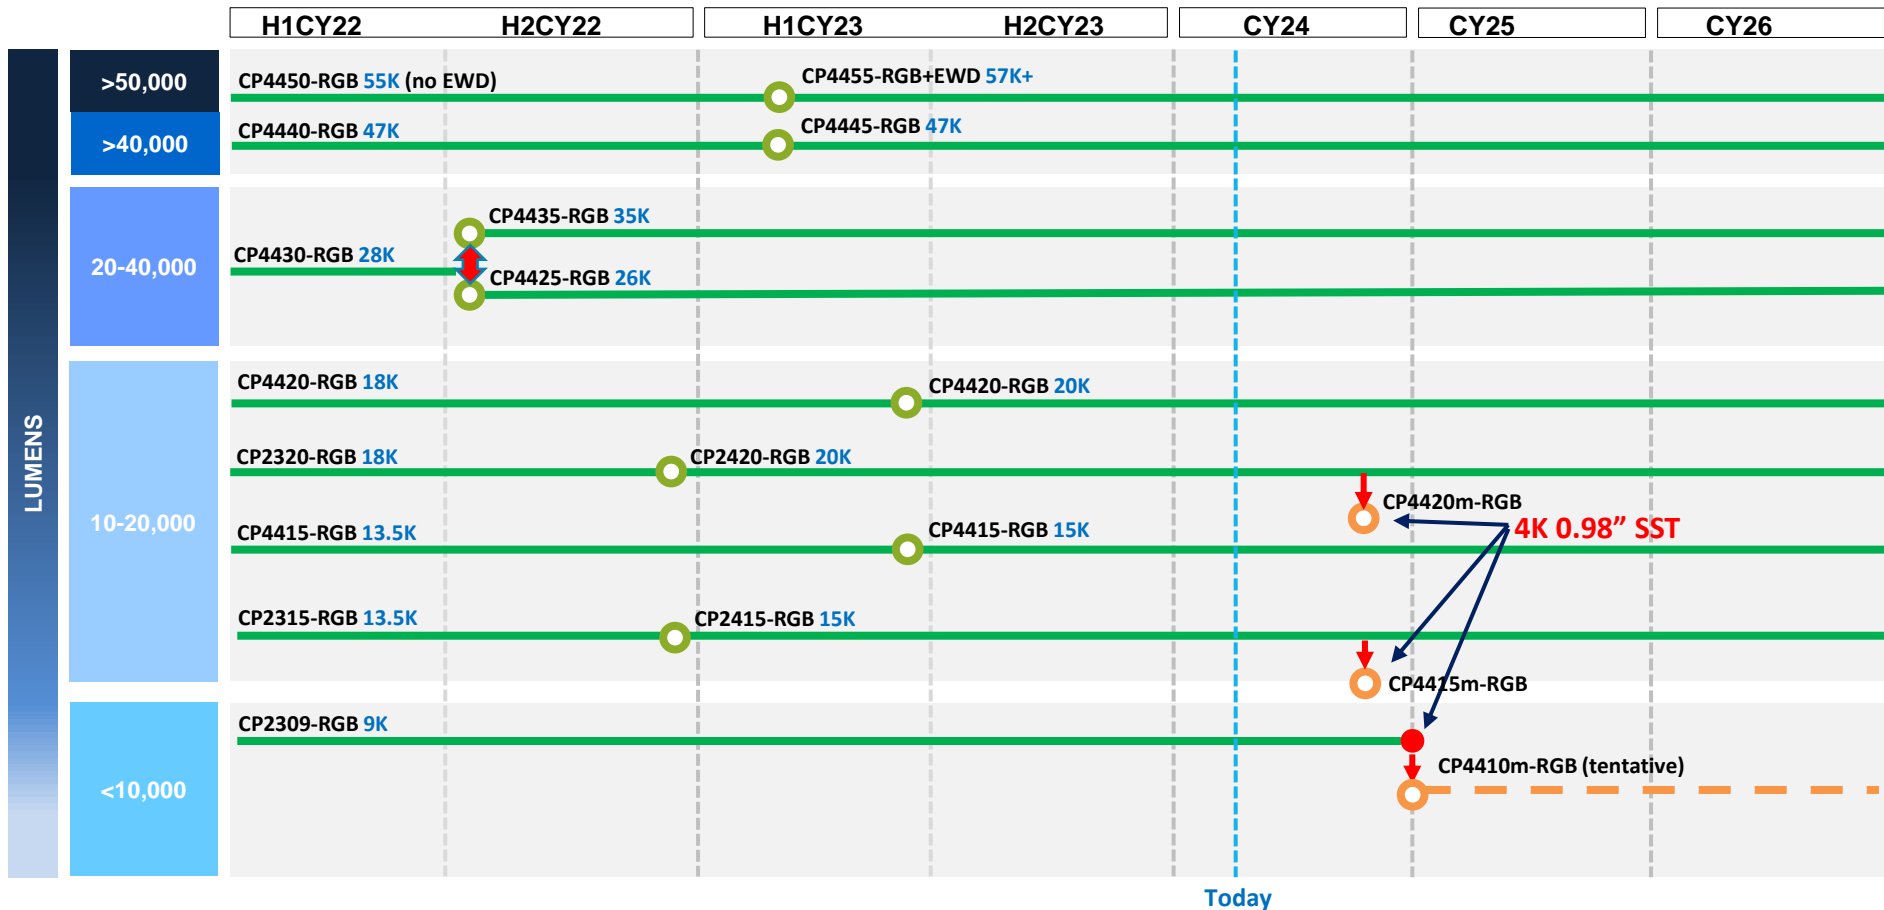 H1CY22 H2CY22 H1CY23 H2CY23 CY24 CY25 CY26
LUMENS
>50,000
CP4450-RGB 55K (no EWD)
CP4455-RGB+EWD 57K+
>40,000
CP4440-RGB 47K
CP4445-RGB 47K
20-40,000
CP4435-RGB 35K
CP4430-RGB 28K
CP4425-RGB 26K
10-20,000
CP4420-RGB 18K
CP4420-RGB 20K
CP2320-RGB 18K
CP2420-RGB 20K
CP4420m-RGB
4K 0.98” SST
CP4415-RGB 13.5K
CP4415-RGB 15K
CP2315-RGB 13.5K
CP2415-RGB 15K
CP4415m-RGB
<10,000
CP2309-RGB 9K
CP4410m-RGB (tentative)
Today